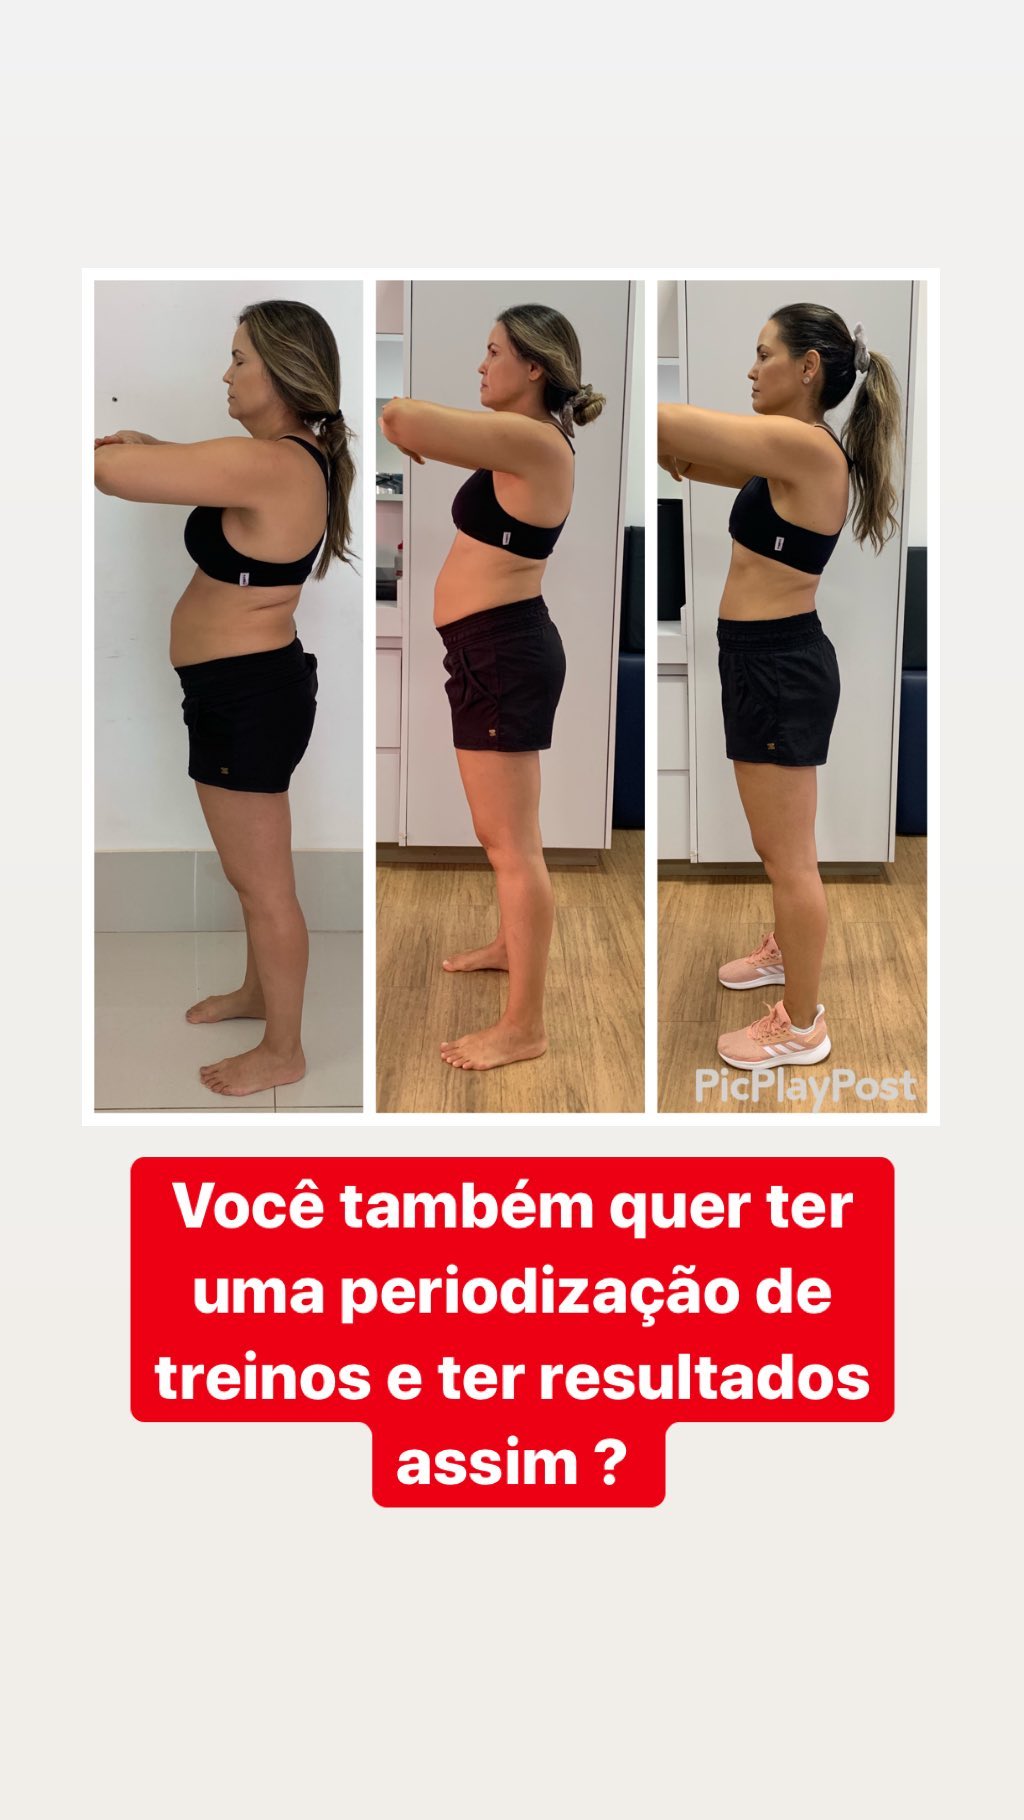 PicPlayPost
Você também quer ter
uma periodização de
treinos e ter resultados
assim ?